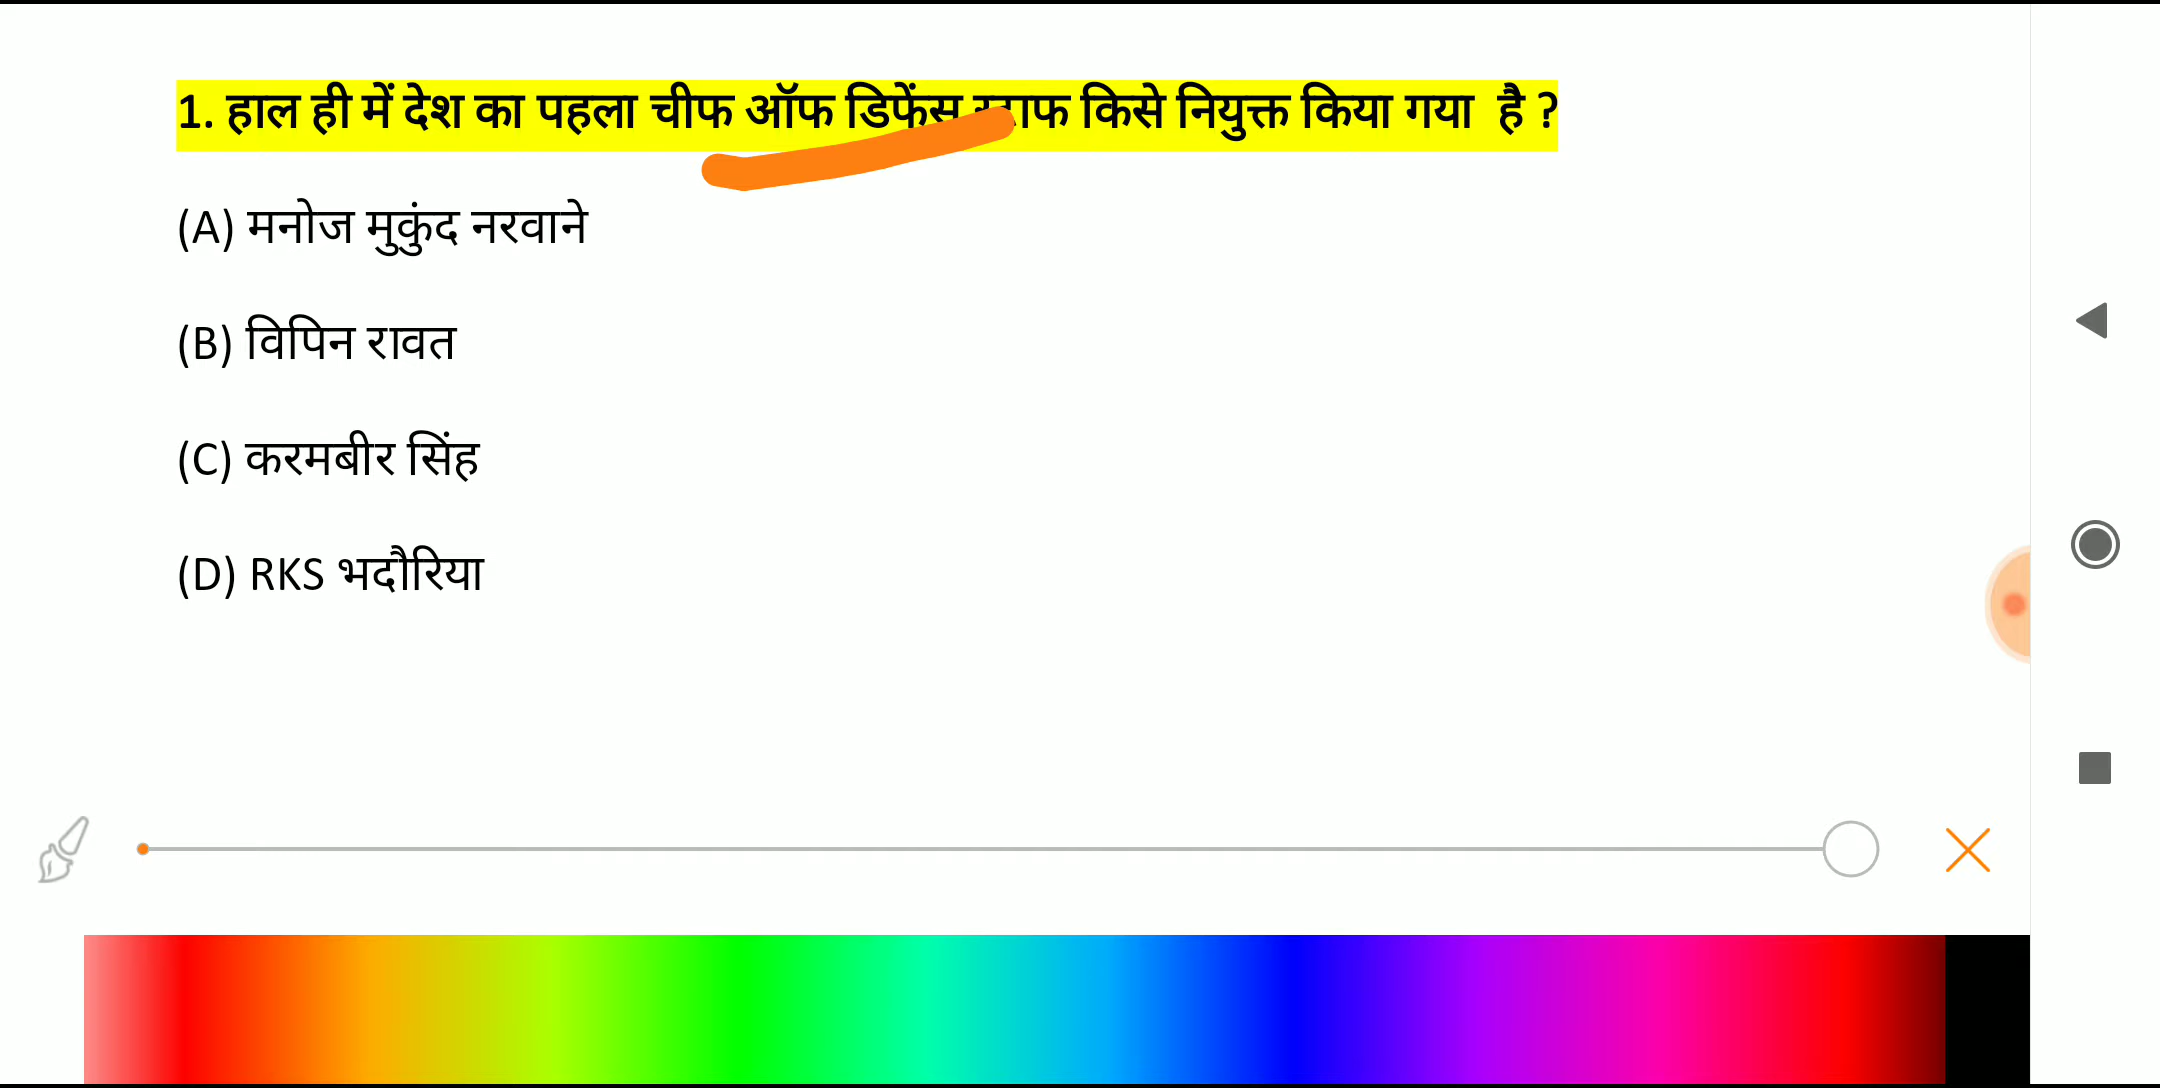 1. हाल ही में देश का पहला चीफ ऑफ डिफेंस स्टाफ किसे नियुक्त किया गया है ?
(A) मनोज मुकुंद नरवाने
(B) विपिन रावत
(C) करमबीर सिंह
(D) RKS भदौरिया